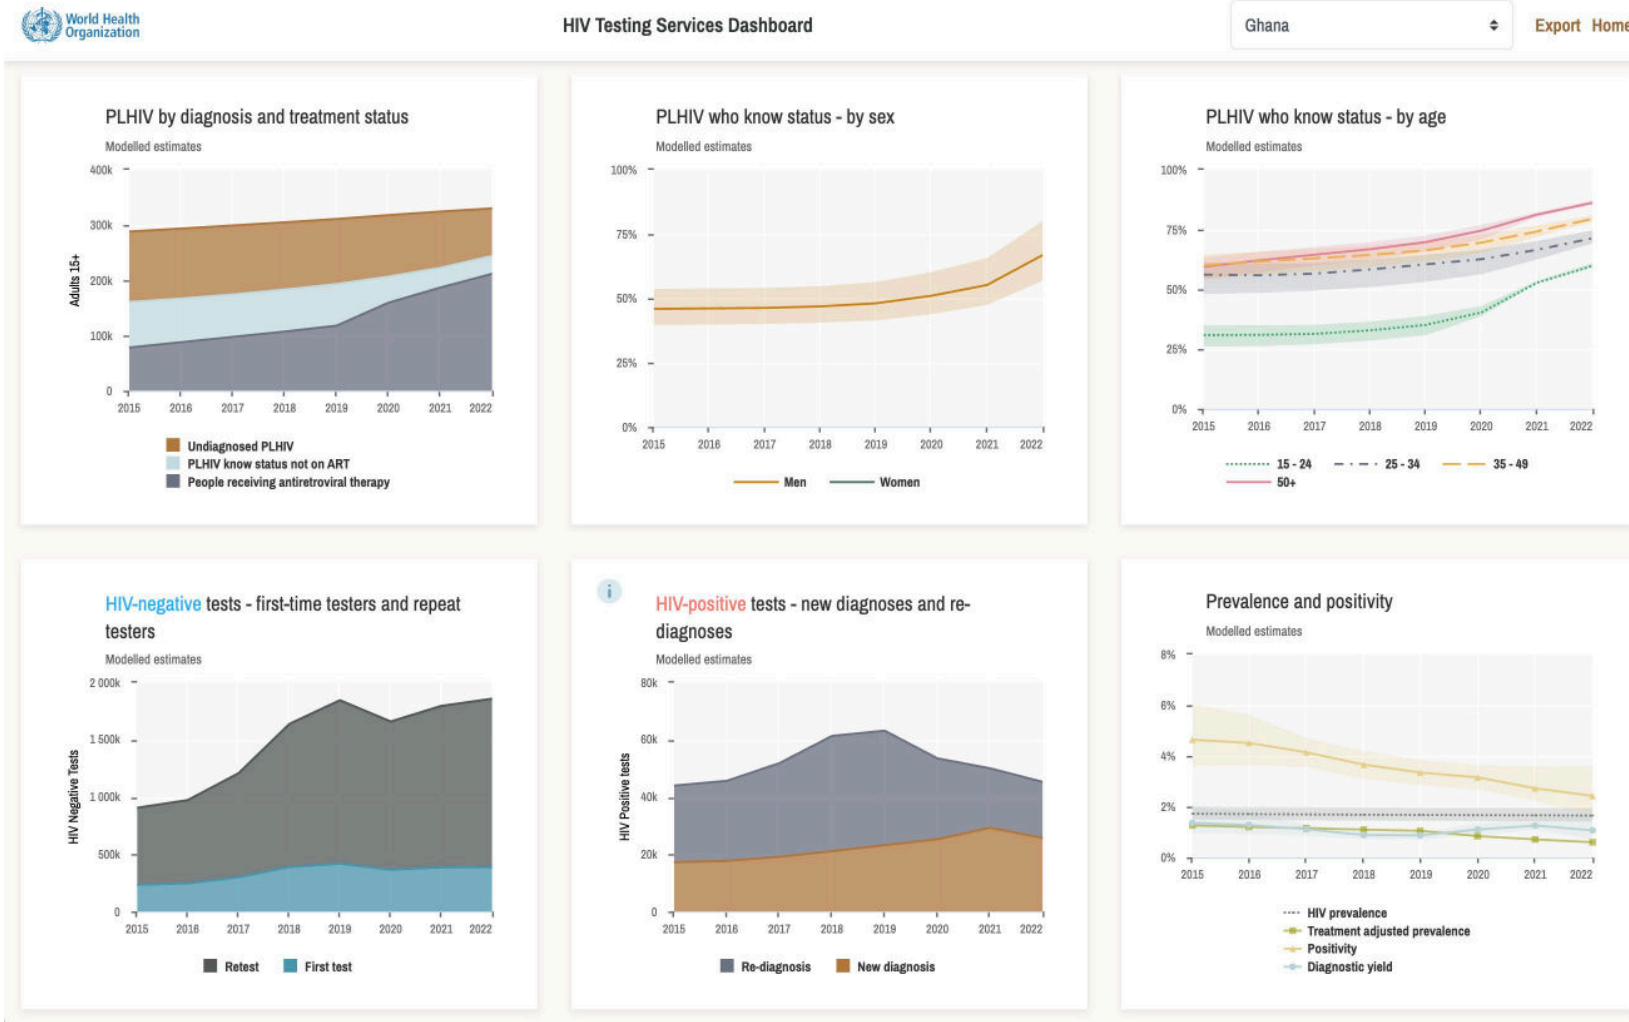 World Health
Organization
HIV Testing Services Dashboard
Ghana
Export Home
PLHIV by diagnosis and treatment status
Modelled estimates
400k
300k
200k
100k
0
Adults 15+
2015 2016 2017 2018 2019 2020 2021 2022
Undiagnosed PLHIV
PLHIV know status not on ART
People receiving antiretroviral therapy
PLHIV who know status - by sex
Modelled estimates
100%
75%
50%
25%
0%
2015 2016 2017 2018 2019 2020 2021 2022
Men Women
PLHIV who know status - by age
Modelled estimates
100%
75%
50%
25%
0%
2015 2016 2017 2018 2019 2020 2021 2022
15 - 24 25 - 34 35 - 49
50+
HIV-negative tests - first-time testers and repeat
testers
Modelled estimates
2 000k
1 500k
1 000k
500k
0
HIV Negative Tests
2015 2016 2017 2018 2019 2020 2021 2022
Retest First test
i
HIV-positive tests - new diagnoses and re-
diagnoses
Modelled estimates
80k
60k
40k
20k
0
HIV Positive tests
2015 2016 2017 2018 2019 2020 2021 2022
Re-diagnosis New diagnosis
Prevalence and positivity
Modelled estimates
8%
6%
4%
2%
0%
2015 2016 2017 2018 2019 2020 2021 2022
HIV prevalence
Treatment adjusted prevalence
Positivity
Diagnostic yield